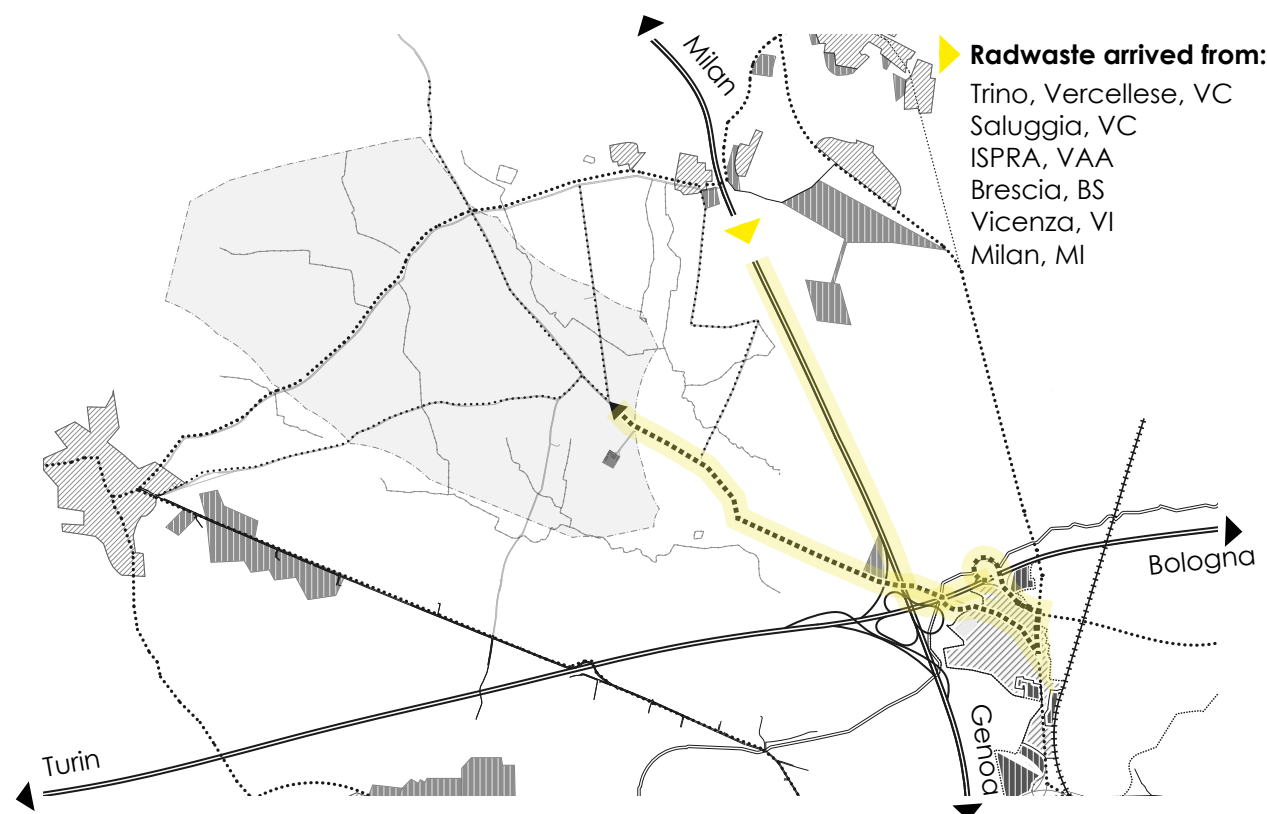 Milan
Radwaste arrived from:
Trino, Vercellese, VC
Saluggia, VC
ISPRA, VAA
Brescia, BS
Vicenza, VI
Milan, MI
Bologna
Genoa
Turin